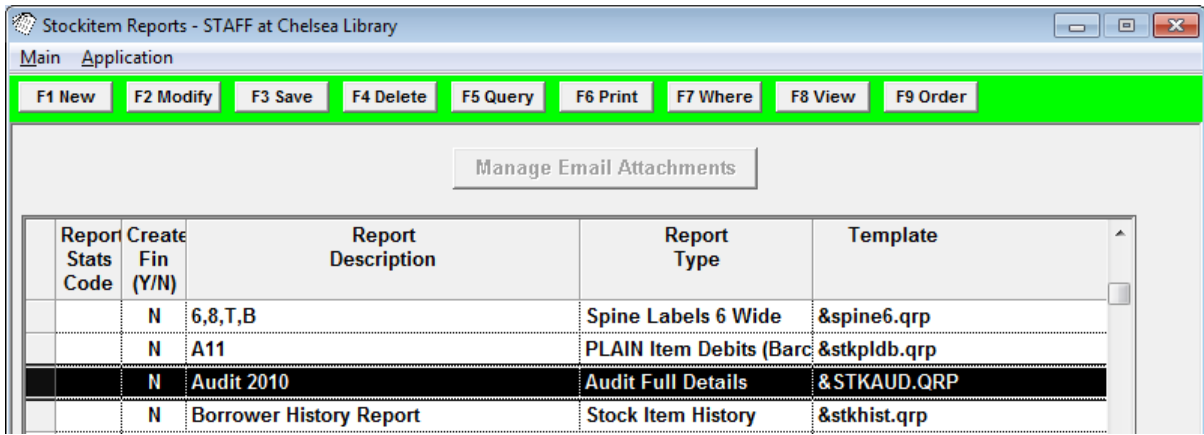 Stockitem Reports - STAFF at Chelsea Library
Main Application
F1 New F2 Modify F3 Save F4 Delete F5 Query F6 Print F7 Where F8 View F9 Order
Manage Email Attachments
Report Create Report Report Template
Stats Fin Description Type
Code (Y/N)
N 6,8,T,B Spine Labels 6 Wide &spine6.qrp
N A11 PLAIN Item Debits (Barc &stkpldb.qrp
N Audit 2010 Audit Full Details &STKAUD.QRP
N Borrower History Report Stock Item History &stkhist.qrp